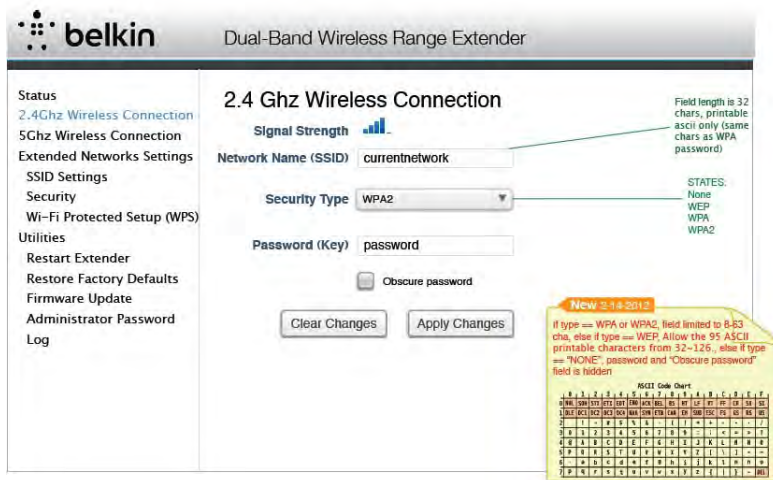 belkin
Dual-Band Wireless Range Extender
Status
2.4Ghz Wireless Connection
5Ghz Wireless Connection
Extended Networks Settings
SSID Settings
Security
Wi-Fi Protected Setup (WPS)
Utilities
Restart Extender
Restore Factory Defaults
Firmware Update
Administrator Password
Log
2.4 Ghz Wireless Connection
Signal Strength
Network Name (SSID) currentnetwork
Security Type WPA2
Password (Key) password
Obscure password
Clear Changes Apply Changes
Field length is 32
chars, printable
ascii only (same
chars as WPA
password)
STATES:
None
WEP
WPA
WPA2
New 2-14-2012
if type == WPA or WPA2, field limited to 8-63
cha, else if type == WEP, Allow the 95 ASCII
printable characters from 32-126., else if type
== "NONE", password and "Obscure password"
field is hidden
ASCII Code Chart